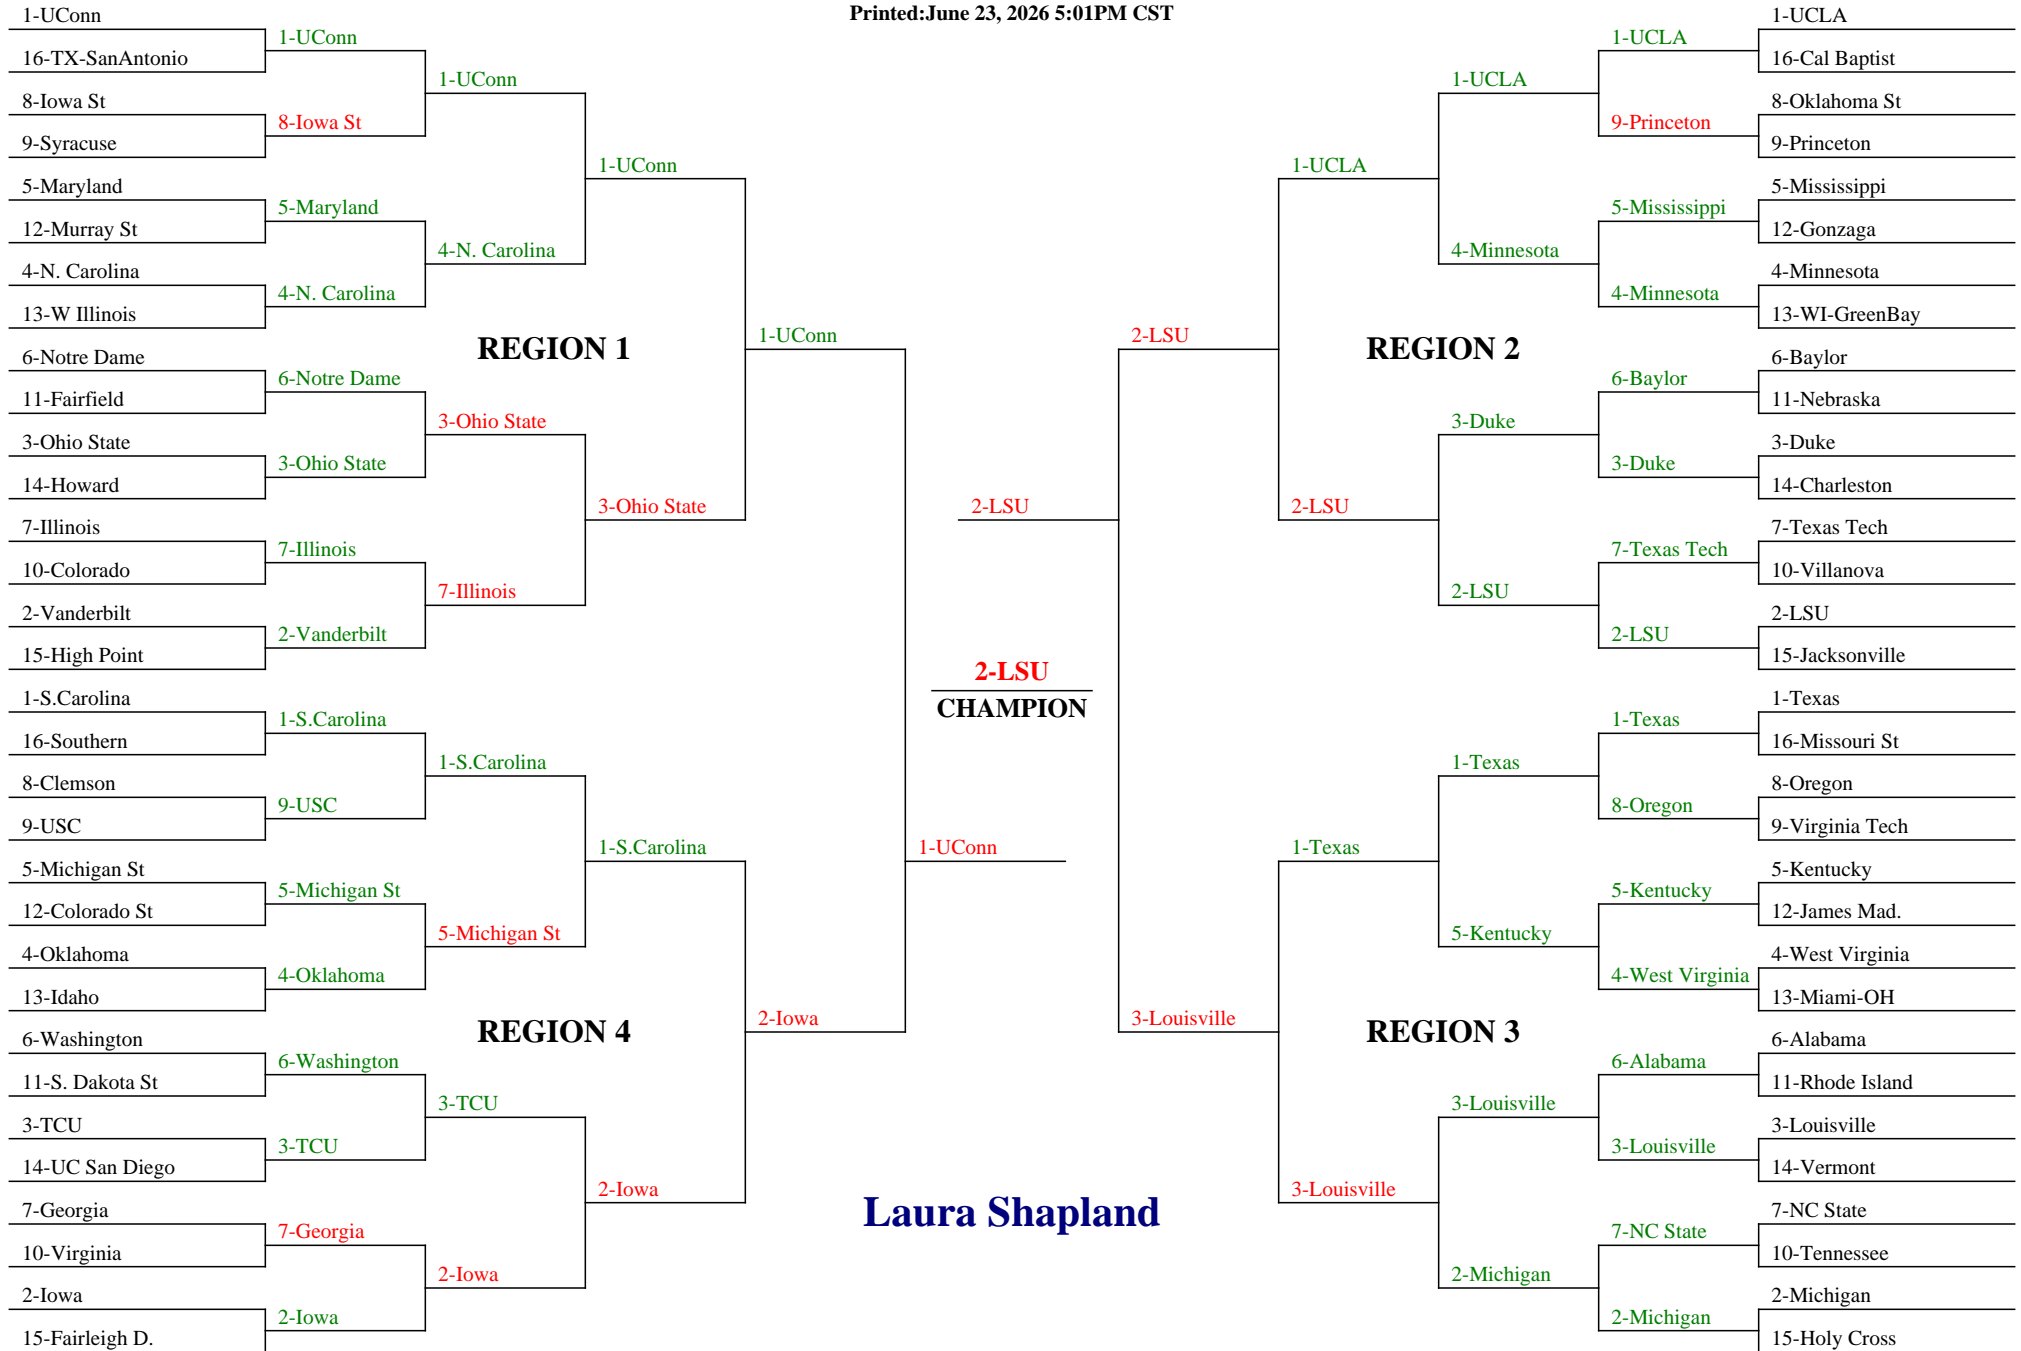 Printed:June 23, 2026 5:01PM CST
1-UConn
16-TX-SanAntonio
8-Iowa St
9-Syracuse
5-Maryland
12-Murray St
4-N. Carolina
13-W Illinois
6-Notre Dame
11-Fairfield
3-Ohio State
14-Howard
7-Illinois
10-Colorado
2-Vanderbilt
15-High Point
1-S.Carolina
16-Southern
8-Clemson
9-USC
5-Michigan St
12-Colorado St
4-Oklahoma
13-Idaho
6-Washington
11-S. Dakota St
3-TCU
14-UC San Diego
7-Georgia
10-Virginia
2-Iowa
15-Fairleigh D.
1-UConn
8-Iowa St
5-Maryland
4-N. Carolina
6-Notre Dame
3-Ohio State
7-Illinois
2-Vanderbilt
1-S.Carolina
9-USC
5-Michigan St
4-Oklahoma
6-Washington
3-TCU
7-Georgia
2-Iowa
1-UConn
4-N. Carolina
3-Ohio State
7-Illinois
1-S.Carolina
5-Michigan St
3-TCU
2-Iowa
REGION 1
REGION 4
1-UConn
3-Ohio State
1-S.Carolina
2-Iowa
1-UConn
2-Iowa
1-UConn
2-LSU
2-LSU
CHAMPION
Laura Shapland
2-LSU
3-Louisville
1-UCLA
2-LSU
1-Texas
3-Louisville
REGION 2
REGION 3
1-UCLA
4-Minnesota
3-Duke
2-LSU
1-Texas
5-Kentucky
3-Louisville
2-Michigan
1-UCLA
9-Princeton
5-Mississippi
4-Minnesota
6-Baylor
3-Duke
7-Texas Tech
2-LSU
1-Texas
8-Oregon
5-Kentucky
4-West Virginia
6-Alabama
3-Louisville
7-NC State
2-Michigan
1-UCLA
16-Cal Baptist
8-Oklahoma St
9-Princeton
5-Mississippi
12-Gonzaga
4-Minnesota
13-WI-GreenBay
6-Baylor
11-Nebraska
3-Duke
14-Charleston
7-Texas Tech
10-Villanova
2-LSU
15-Jacksonville
1-Texas
16-Missouri St
8-Oregon
9-Virginia Tech
5-Kentucky
12-James Mad.
4-West Virginia
13-Miami-OH
6-Alabama
11-Rhode Island
3-Louisville
14-Vermont
7-NC State
10-Tennessee
2-Michigan
15-Holy Cross